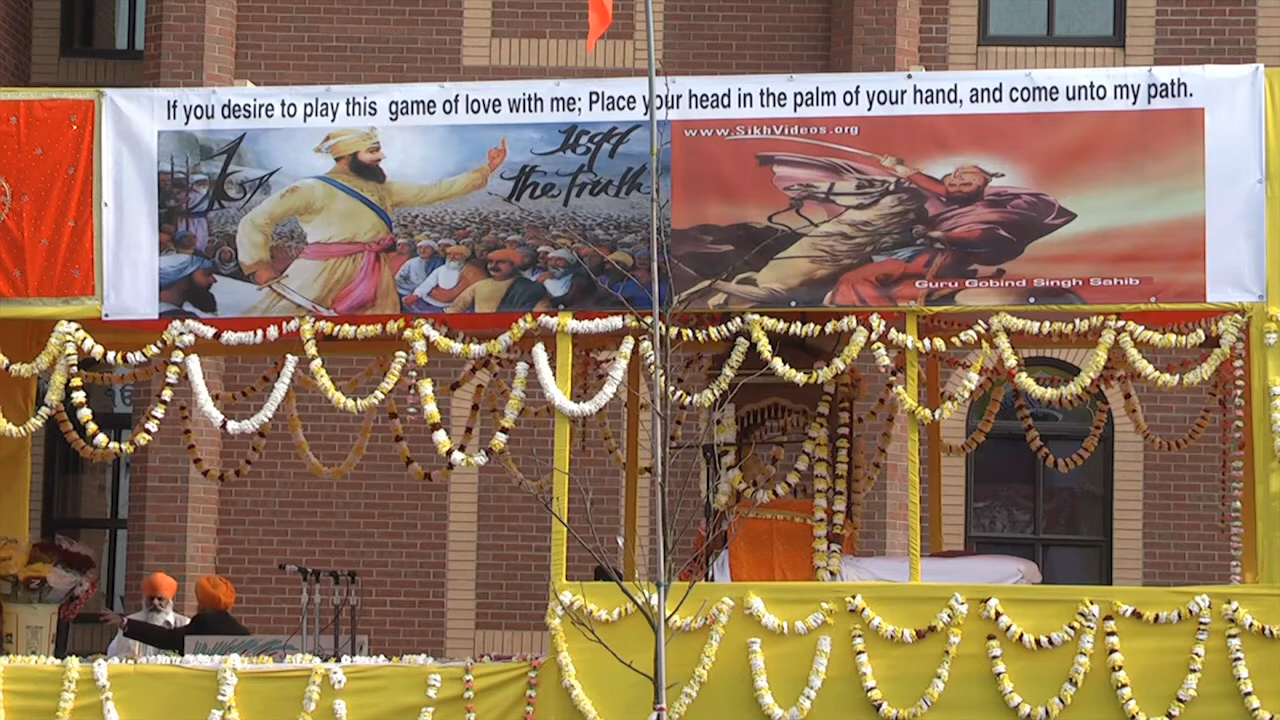 If you desire to play this game of love with me; Place your head in the palm of your hand, and come unto my path.
1699
the truth
www.SikhVideos.org
Guru Gobind Singh Sahib